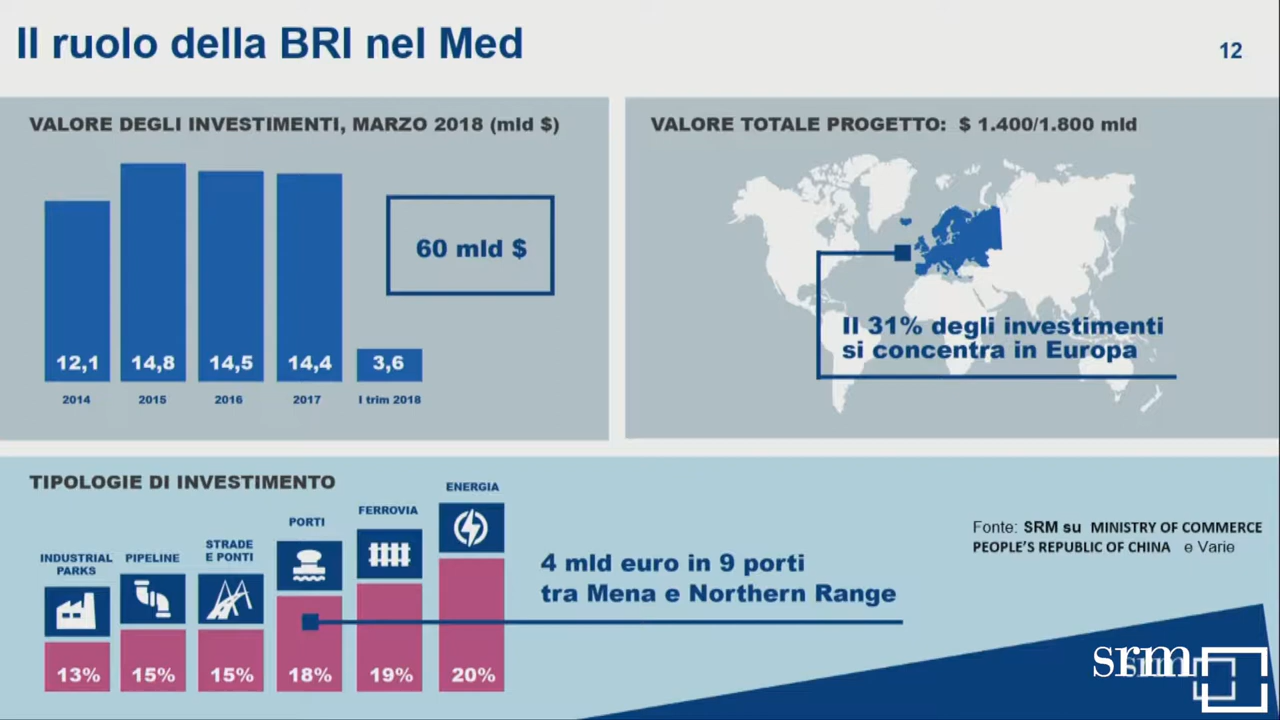 Il ruolo della BRI nel Med
12
VALORE DEGLI INVESTIMENTI, MARZO 2018 (mld $)
12,1
14,8
14,5
14,4
3,6
2014
2015
2016
2017
I trim 2018
60 mld $
VALORE TOTALE PROGETTO: $ 1.400/1.800 mld
Il 31% degli investimenti
si concentra in Europa
TIPOLOGIE DI INVESTIMENTO
INDUSTRIAL
PARKS
PIPELINE
STRADE
E PONTI
PORTI
FERROVIA
ENERGIA
13%
15%
15%
18%
19%
20%
4 mld euro in 9 porti
tra Mena e Northern Range
Fonte: SRM su MINISTRY OF COMMERCE
PEOPLE'S REPUBLIC OF CHINA e Varie
srm
srm